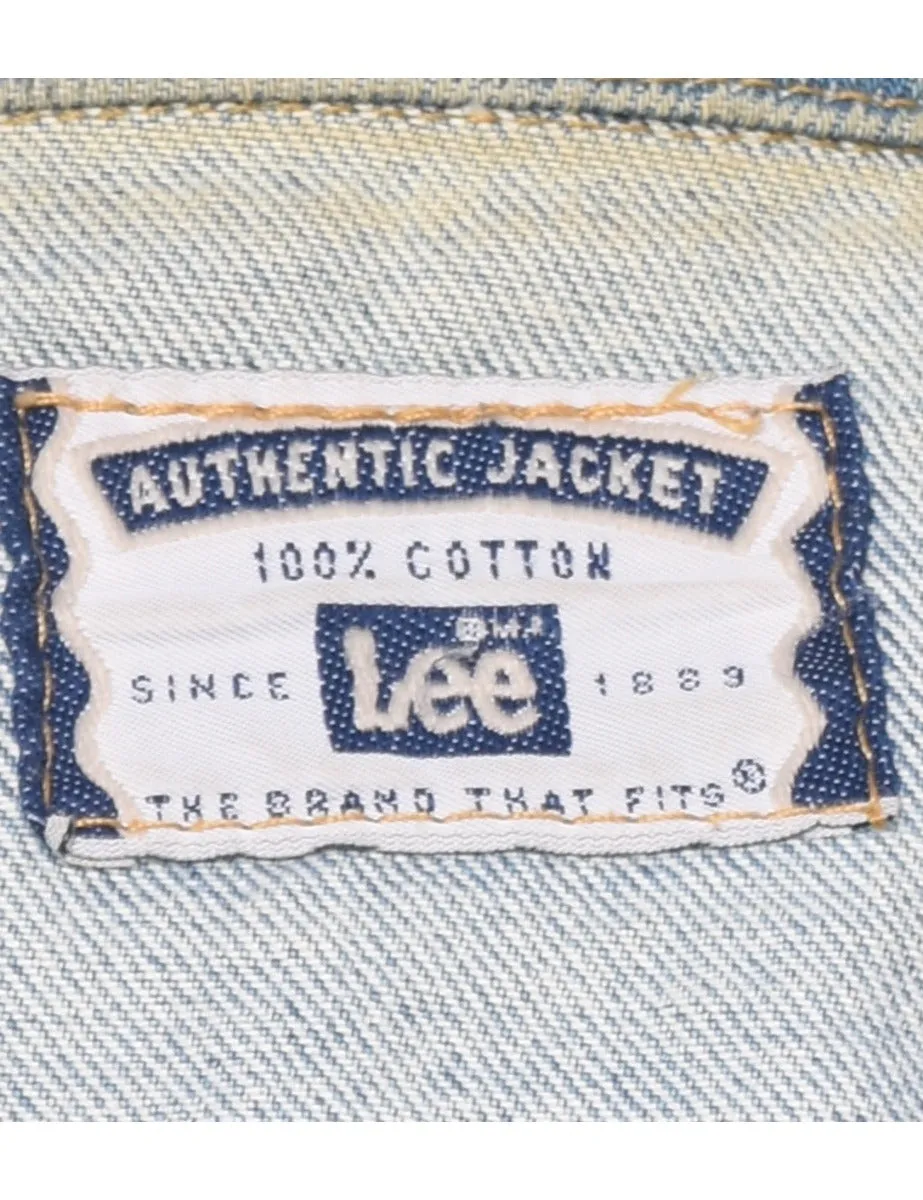 AUTHENTIC JACKET
100% COTTON
® M.R.
Lee
SINCE 1889
THE BRAND THAT FITS®